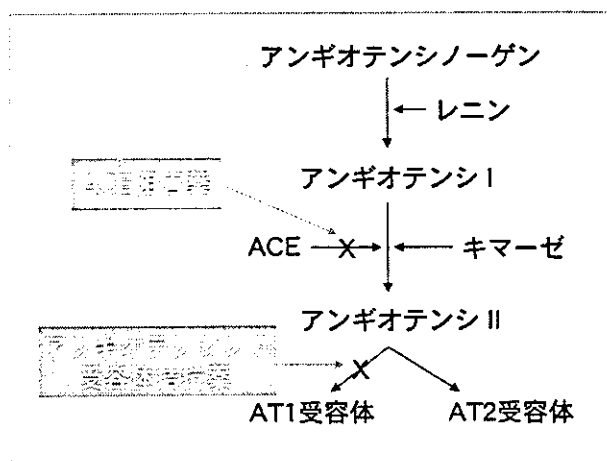 アンギオテンシノーゲン
レニン
アンギオテンシ I
ACE
X
キマーゼ
アンギオテンシ II
X
AT1受容体
AT2受容体